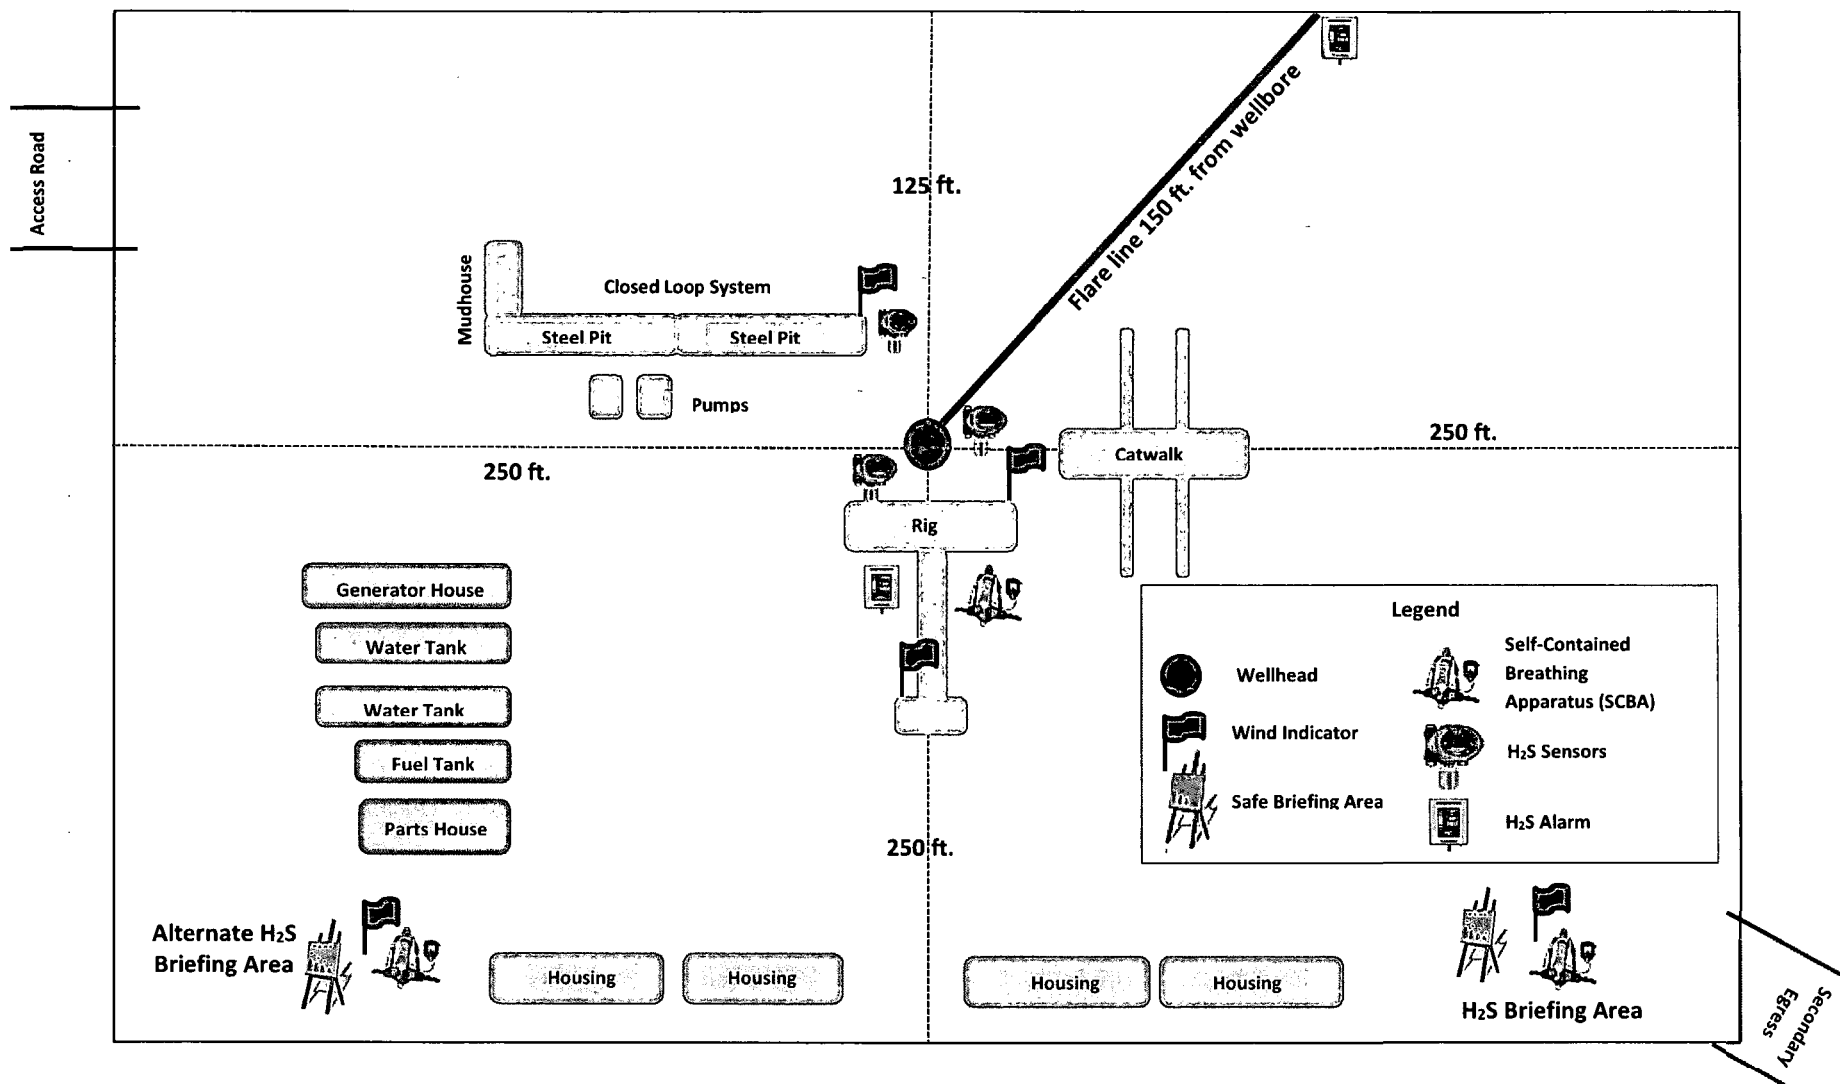 Access Road
125 ft.
Flare line 150 ft. from wellbore
Mudhouse
Closed Loop System
Steel Pit
Steel Pit
Pumps
250 ft.
250 ft.
Catwalk
Rig
Generator House
Water Tank
Water Tank
Fuel Tank
Parts House
250 ft.
Legend
Wellhead
Wind Indicator
Safe Briefing Area
Self-Contained
Breathing
Apparatus (SCBA)
H2S Sensors
H2S Alarm
Alternate H2S
Briefing Area
Housing
Housing
Housing
Housing
H2S Briefing Area
Secondary
Egress